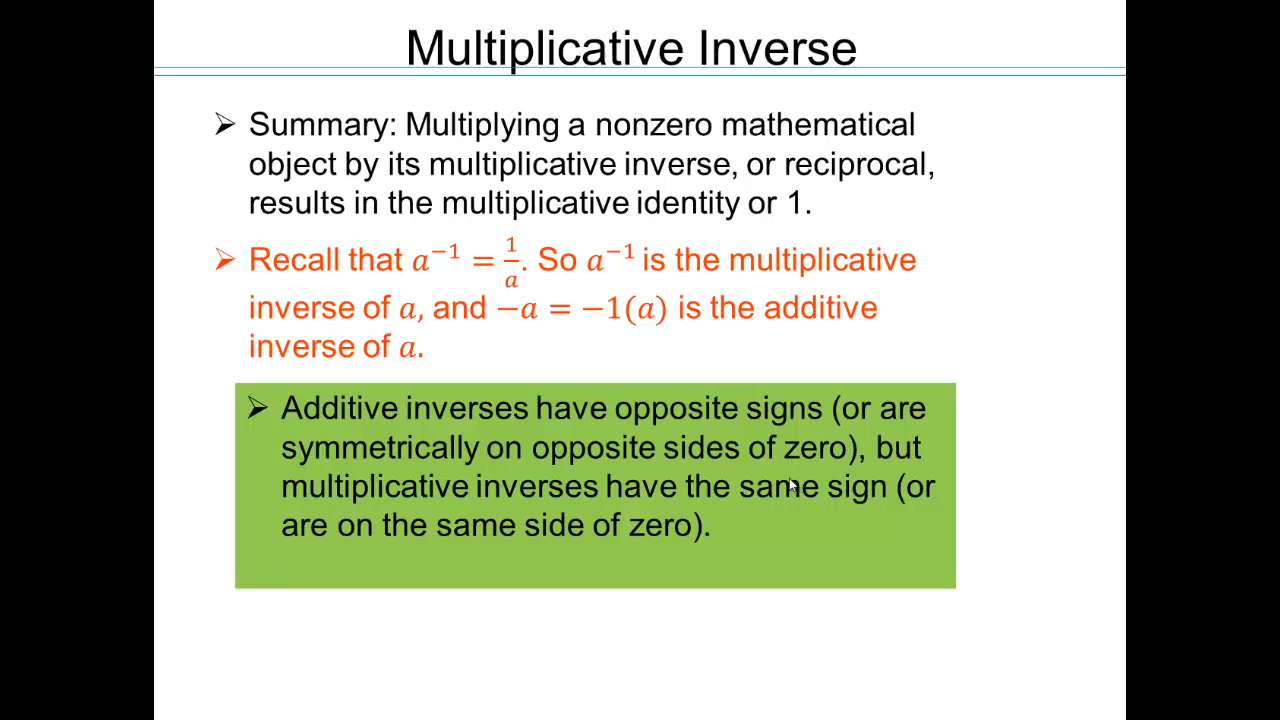 Multiplicative Inverse
➢ Summary: Multiplying a nonzero mathematical
object by its multiplicative inverse, or reciprocal,
results in the multiplicative identity or 1.
➢ Recall that a⁻¹ = 1/a. So a⁻¹ is the multiplicative
inverse of a, and −a = −1(a) is the additive
inverse of a.
➢ Additive inverses have opposite signs (or are
symmetrically on opposite sides of zero), but
multiplicative inverses have the same sign (or
are on the same side of zero).